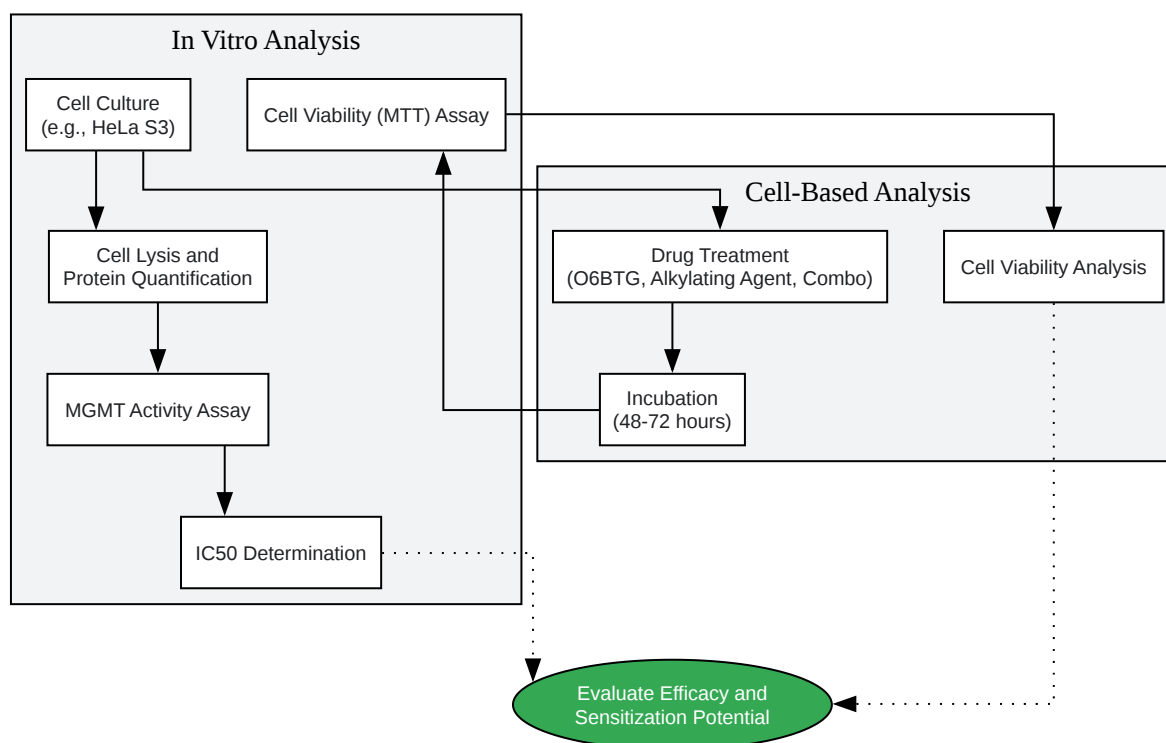 In Vitro Analysis
Cell Culture
(e.g., HeLa S3)
Cell Viability (MTT) Assay
Cell-Based Analysis
Cell Lysis and
Protein Quantification
Drug Treatment
(O6BTG, Alkylating Agent, Combo)
Cell Viability Analysis
MGMT Activity Assay
Incubation
(48-72 hours)
IC50 Determination
Evaluate Efficacy and
Sensitization Potential